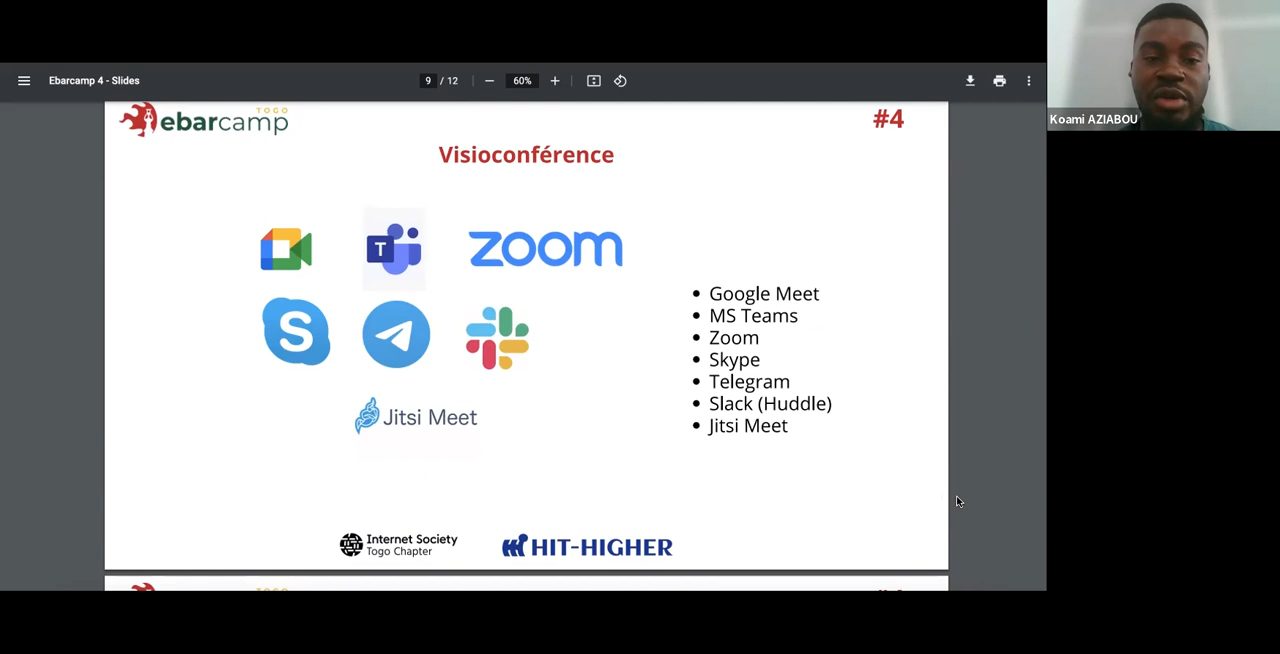 Ebarcamp 4 - Slides
9 / 12
60%
Koami AZIABOU
TOGO
ebarcamp
#4
Visioconférence
T
zoom
S
Jitsi Meet
• Google Meet
• MS Teams
• Zoom
• Skype
• Telegram
• Slack (Huddle)
• Jitsi Meet
Internet Society
Togo Chapter
HIT-HIGHER